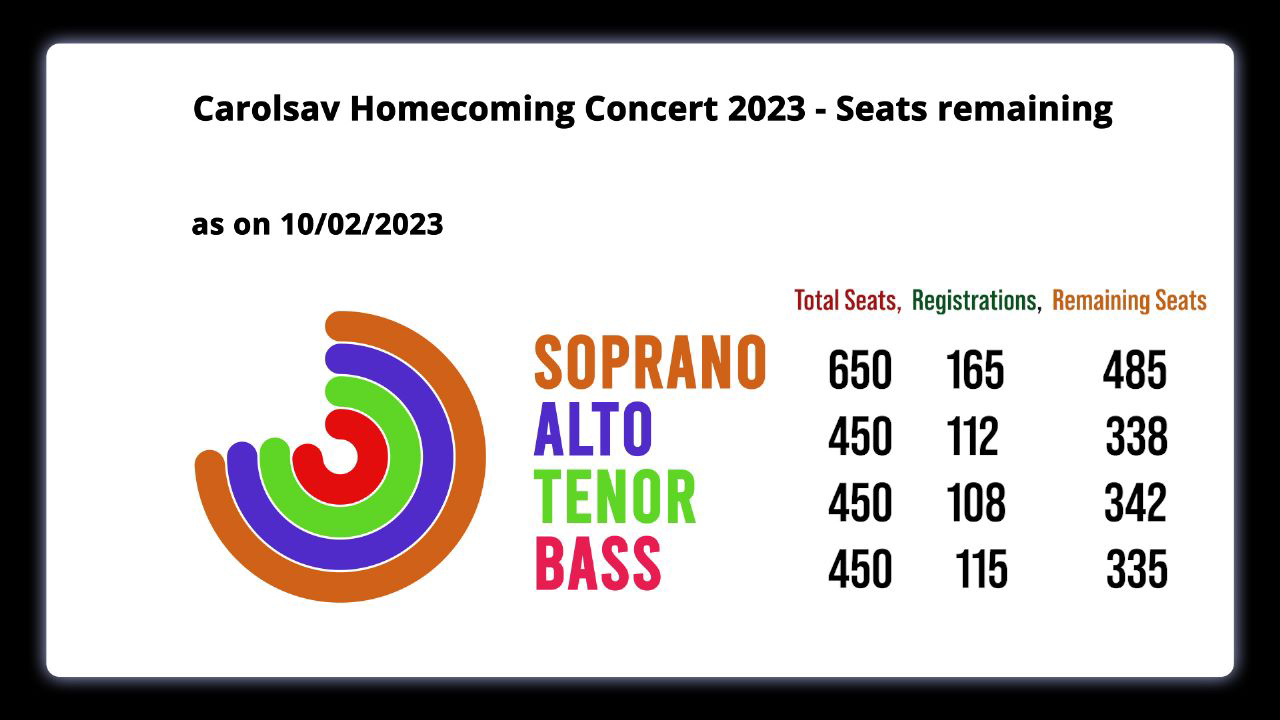 Carolsav Homecoming Concert 2023 - Seats remaining
as on 10/02/2023
Total Seats, Registrations, Remaining Seats
SOPRANO 650 165 485
ALTO 450 112 338
TENOR 450 108 342
BASS 450 115 335